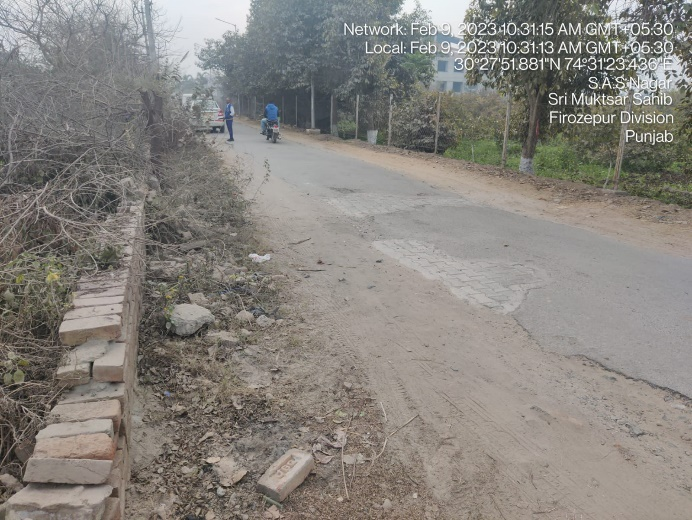 Network: Feb 9, 2023 10:31:15 AM GMT+05:30
Local: Feb 9, 2023 10:31:13 AM GMT+05:30
30°27'51.881"N 74°31'23.436"E
S.A.S Nagar
Sri Muktsar Sahib
Firozepur Division
Punjab